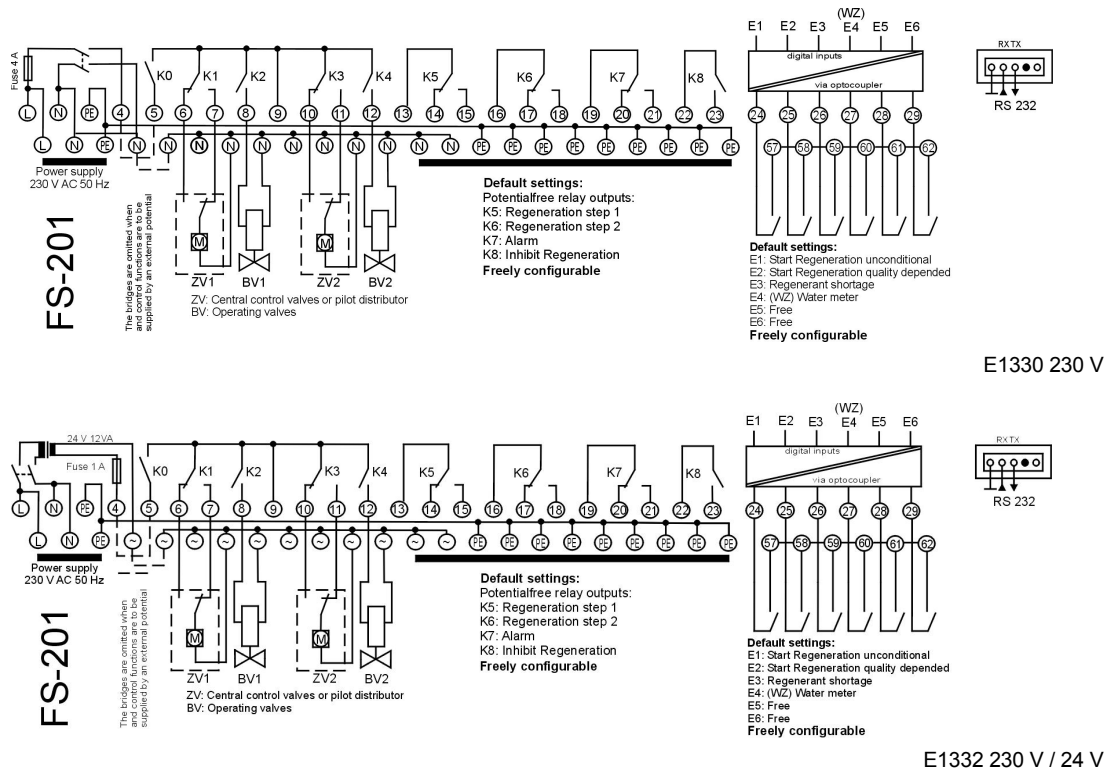 (WZ)
E1 E2 E3 E4 E5 E6
digital inputs
via optocoupler
RX TX
RS 232
Fuse 4 A
K0 K1 K2 K3 K4 K5 K6 K7 K8
L N PE 4 5 6 7 8 9 10 11 12 13 14 15 16 17 18 19 20 21 22 23 24 25 26 27 28 29
L N PE N N N N N N N N N N N PE PE PE PE PE PE PE PE PE
57 58 59 60 61 62
Power supply
230 V AC 50 Hz
FS-201
The bridges are omitted when
and control functions are to be
supplied by an external potential
M M
ZV1 BV1 ZV2 BV2
ZV: Central control valves or pilot distributor
BV: Operating valves
Default settings:
Potentialfree relay outputs:
K5: Regeneration step 1
K6: Regeneration step 2
K7: Alarm
K8: Inhibit Regeneration
Freely configurable
Default settings:
E1: Start Regeneration unconditional
E2: Start Regeneration quality depended
E3: Regenerant shortage
E4: (WZ) Water meter
E5: Free
E6: Free
Freely configurable
E1330 230 V
(WZ)
E1 E2 E3 E4 E5 E6
digital inputs
via optocoupler
RX TX
RS 232
24 V 12VA
Fuse 1 A
K0 K1 K2 K3 K4 K5 K6 K7 K8
L N PE 4 5 6 7 8 9 10 11 12 13 14 15 16 17 18 19 20 21 22 23 24 25 26 27 28 29
L N PE ~ ~ ~ ~ ~ ~ ~ ~ ~ ~ ~ PE PE PE PE PE PE PE PE PE
57 58 59 60 61 62
Power supply
230 V AC 50 Hz
FS-201
The bridges are omitted when
and control functions are to be
supplied by an external potential
M M
ZV1 BV1 ZV2 BV2
ZV: Central control valves or pilot distributor
BV: Operating valves
Default settings:
Potentialfree relay outputs:
K5: Regeneration step 1
K6: Regeneration step 2
K7: Alarm
K8: Inhibit Regeneration
Freely configurable
Default settings:
E1: Start Regeneration unconditional
E2: Start Regeneration quality depended
E3: Regenerant shortage
E4: (WZ) Water meter
E5: Free
E6: Free
Freely configurable
E1332 230 V / 24 V